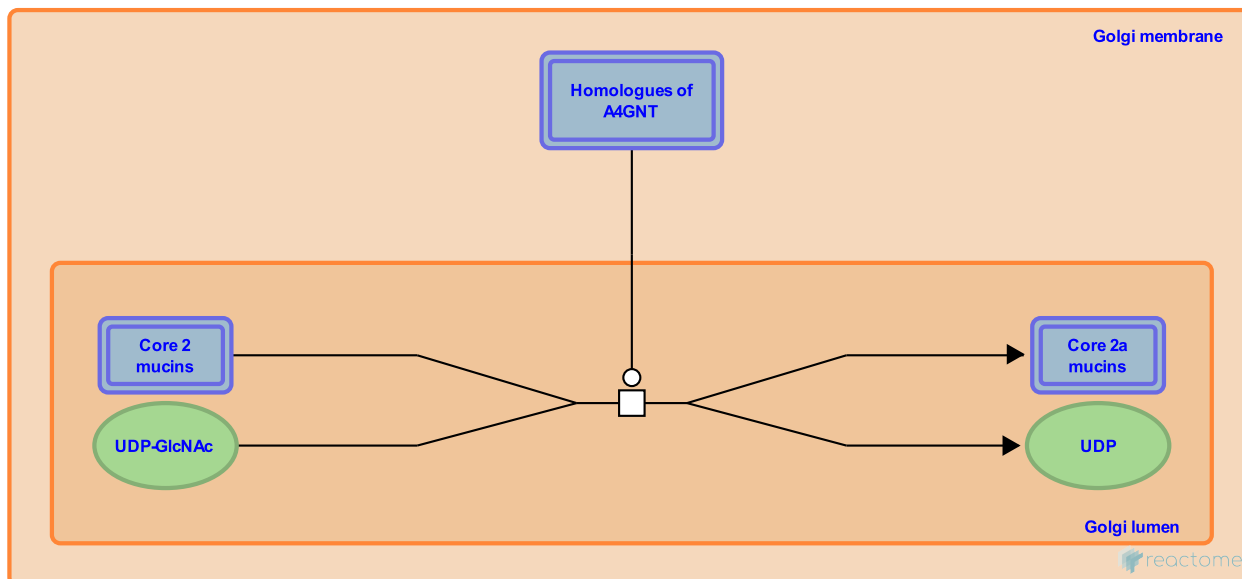 Golgi membrane
Homologues of
A4GNT
Core 2
mucins
Core 2a
mucins
UDP-GlcNAc
UDP
Golgi lumen
reactome